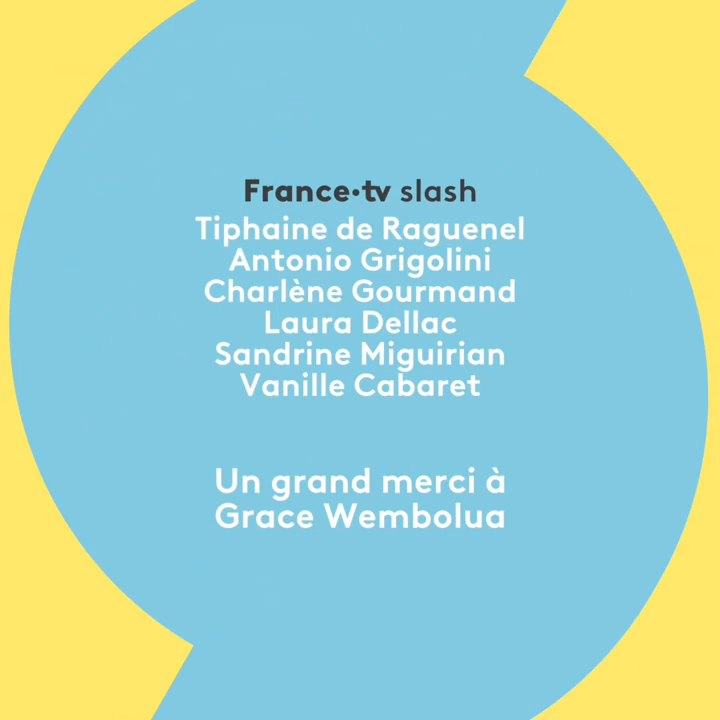 France•tv slash
Tiphaine de Raguenel
Antonio Grigolini
Charlène Gourmand
Laura Dellac
Sandrine Miguirian
Vanille Cabaret
Un grand merci à
Grace Wembolua